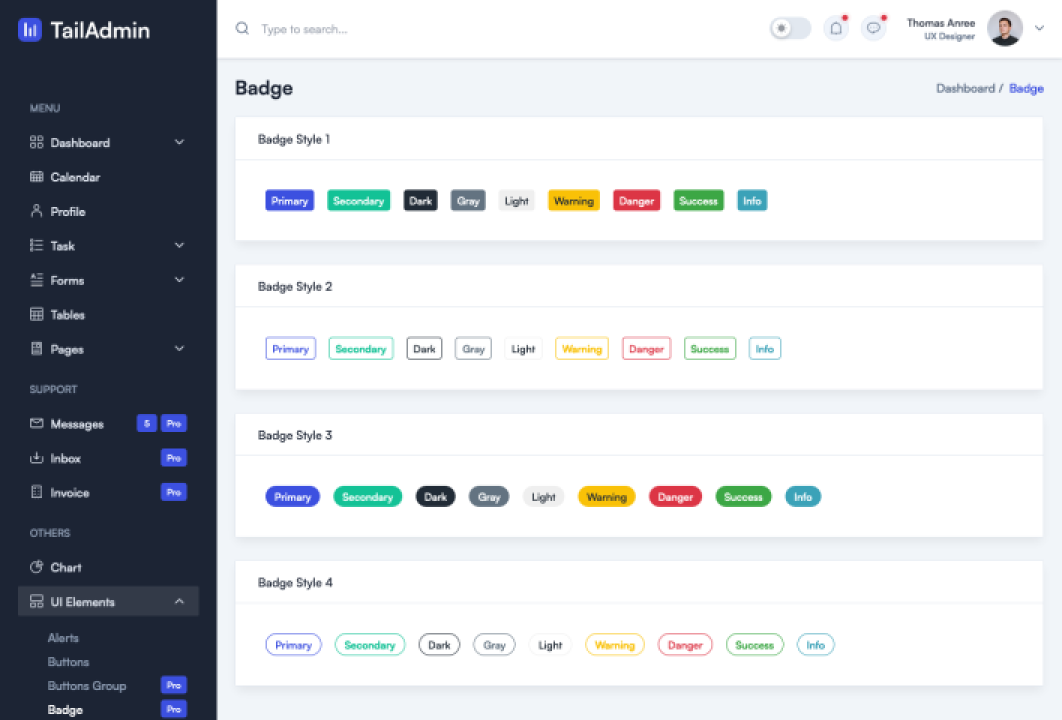 TailAdmin
Type to search...
Thomas Anree
UX Designer
MENU
Dashboard
Calendar
Profile
Task
Forms
Tables
Pages
SUPPORT
Messages 5 Pro
Inbox Pro
Invoice Pro
OTHERS
Chart
UI Elements
Alerts
Buttons
Buttons Group Pro
Badge Pro
Badge
Dashboard / Badge
Badge Style 1
Primary Secondary Dark Gray Light Warning Danger Success Info
Badge Style 2
Primary Secondary Dark Gray Light Warning Danger Success Info
Badge Style 3
Primary Secondary Dark Gray Light Warning Danger Success Info
Badge Style 4
Primary Secondary Dark Gray Light Warning Danger Success Info